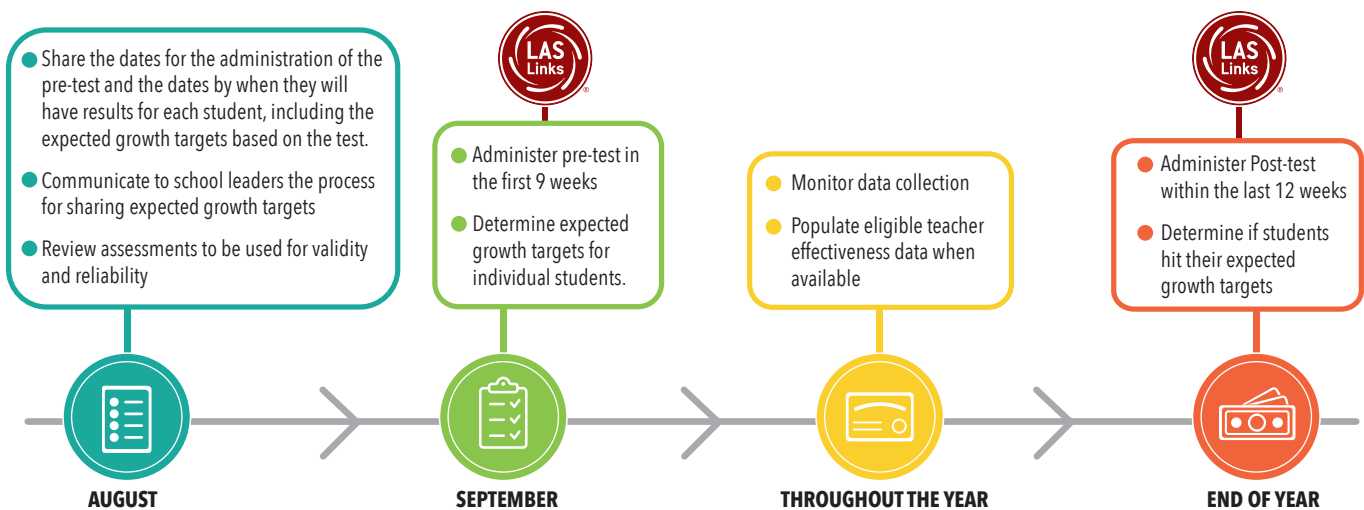 Share the dates for the administration of the
pre-test and the dates by when they will
have results for each student, including the
expected growth targets based on the test.
Communicate to school leaders the process
for sharing expected growth targets
Review assessments to be used for validity
and reliability
AUGUST
LAS
Links
®
Administer pre-test in
the first 9 weeks
Determine expected
growth targets for
individual students.
SEPTEMBER
Monitor data collection
Populate eligible teacher
effectiveness data when
available
THROUGHOUT THE YEAR
LAS
Links
®
Administer Post-test
within the last 12 weeks
Determine if students
hit their expected
growth targets
END OF YEAR